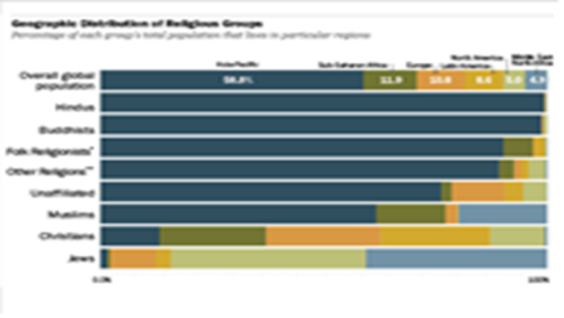 Geographic Distribution of Religious Groups
Percentage of each group's total population that lives in particular regions
North America Middle East
Asia-Pacific Sub-Saharan Africa Europe Latin America North Africa
Overall global
population
58.8% 11.9 10.8 8.6 5.0 4.9
Hindus
Buddhists
Folk Religionists*
Other Religions**
Unaffiliated
Muslims
Christians
Jews
100%